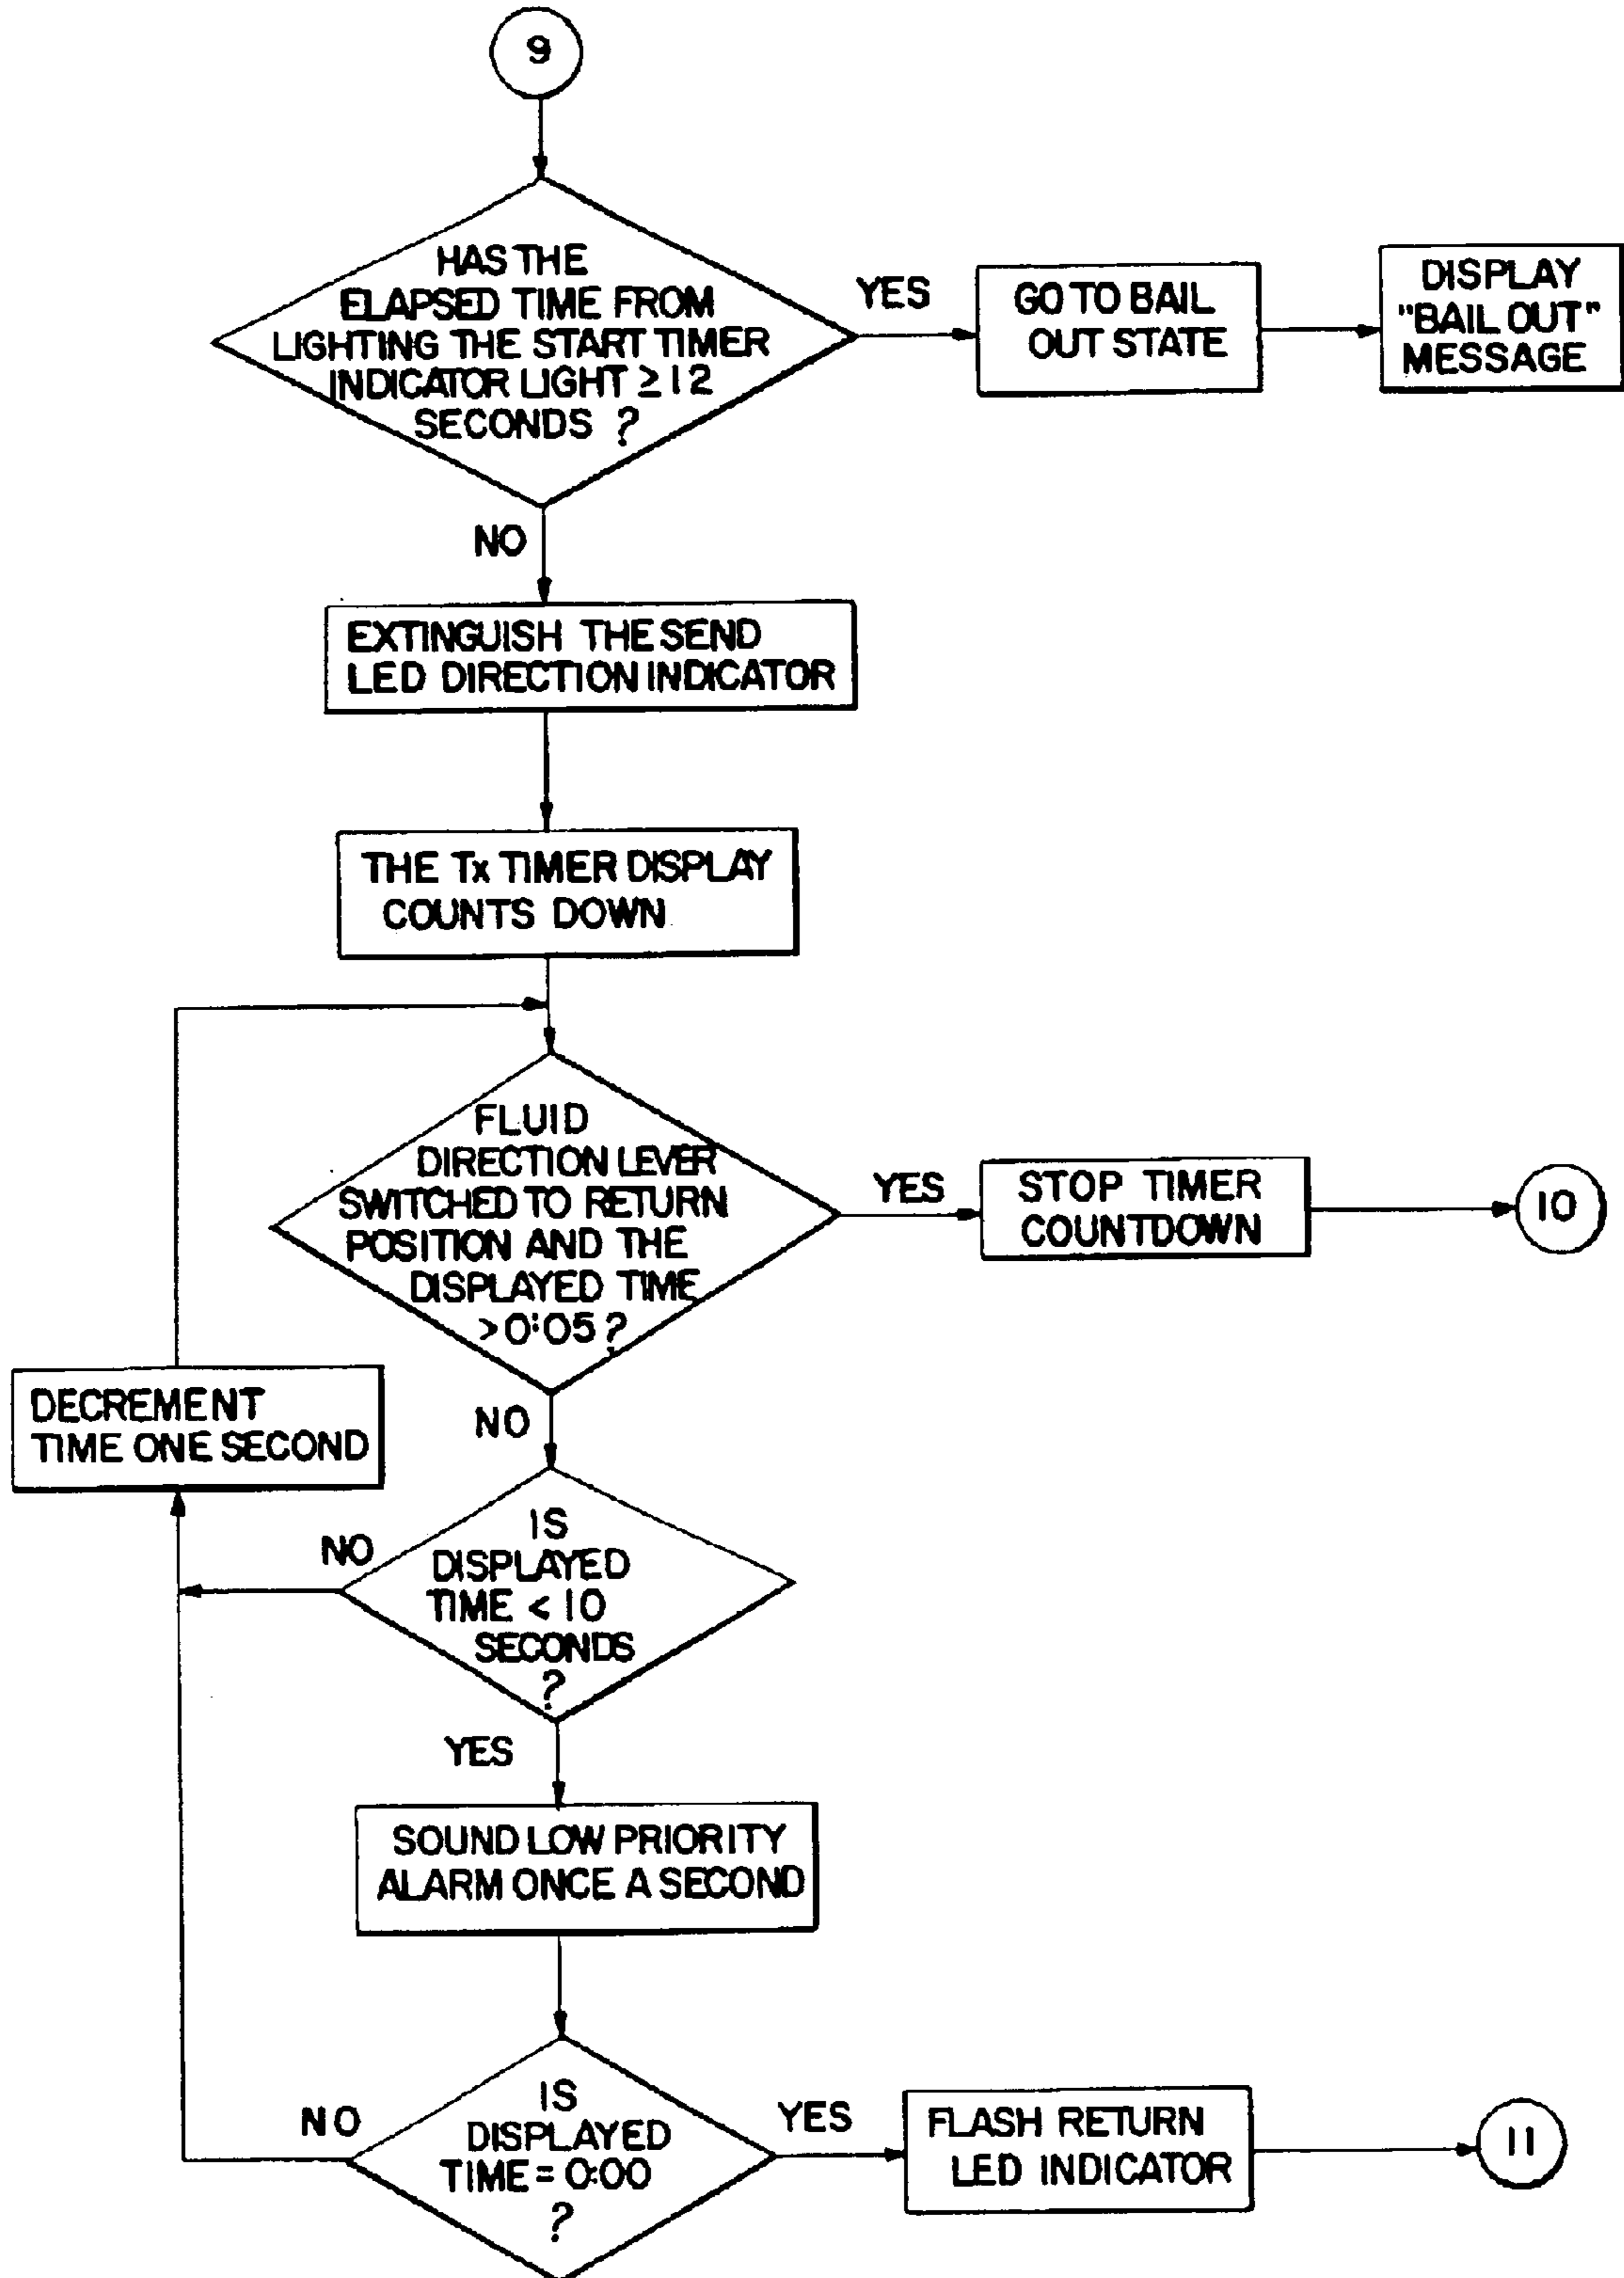 9
HAS THE
ELAPSED TIME FROM
LIGHTING THE START TIMER
INDICATOR LIGHT ≥12
SECONDS ?
YES
GO TO BAIL
OUT STATE
DISPLAY
"BAIL OUT"
MESSAGE
NO
EXTINGUISH THE SEND
LED DIRECTION INDICATOR
THE Tx TIMER DISPLAY
COUNTS DOWN
FLUID
DIRECTION LEVER
SWITCHED TO RETURN
POSITION AND THE
DISPLAYED TIME
>0:05?
YES
STOP TIMER
COUNTDOWN
10
DECREMENT
TIME ONE SECOND
NO
IS
DISPLAYED
TIME < 10
SECONDS
?
NO
YES
SOUND LOW PRIORITY
ALARM ONCE A SECOND
IS
DISPLAYED
TIME = 0:00
?
NO
YES
FLASH RETURN
LED INDICATOR
11